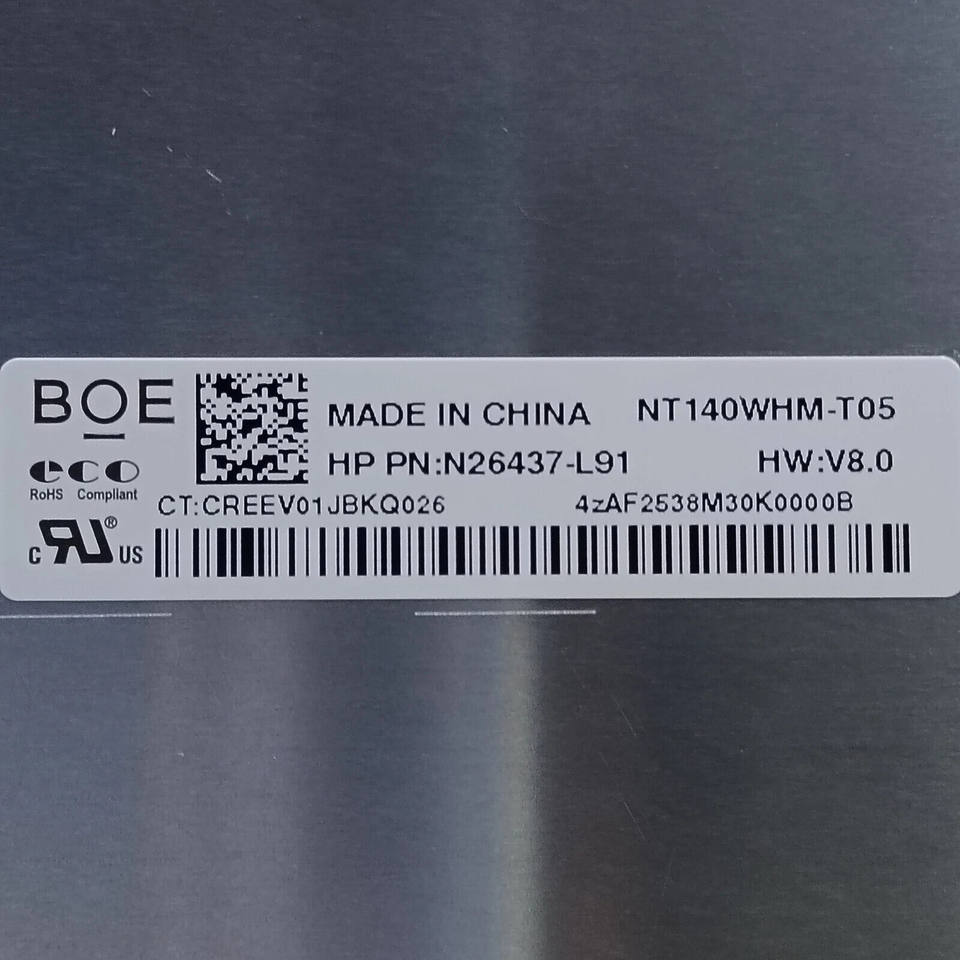 BOE
MADE IN CHINA NT140WHM-T05
HP PN:N26437-L91 HW:V8.0
eco
RoHS Compliant
CT:CREEV01JBKQ026 4zAF2538M30K0000B
c RU® US